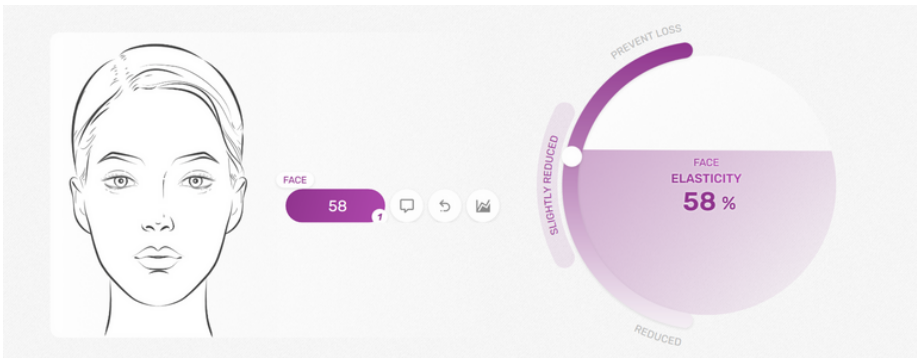 FACE
58
1
PREVENT LOSS
SLIGHTLY REDUCED
REDUCED
FACE
ELASTICITY
58 %